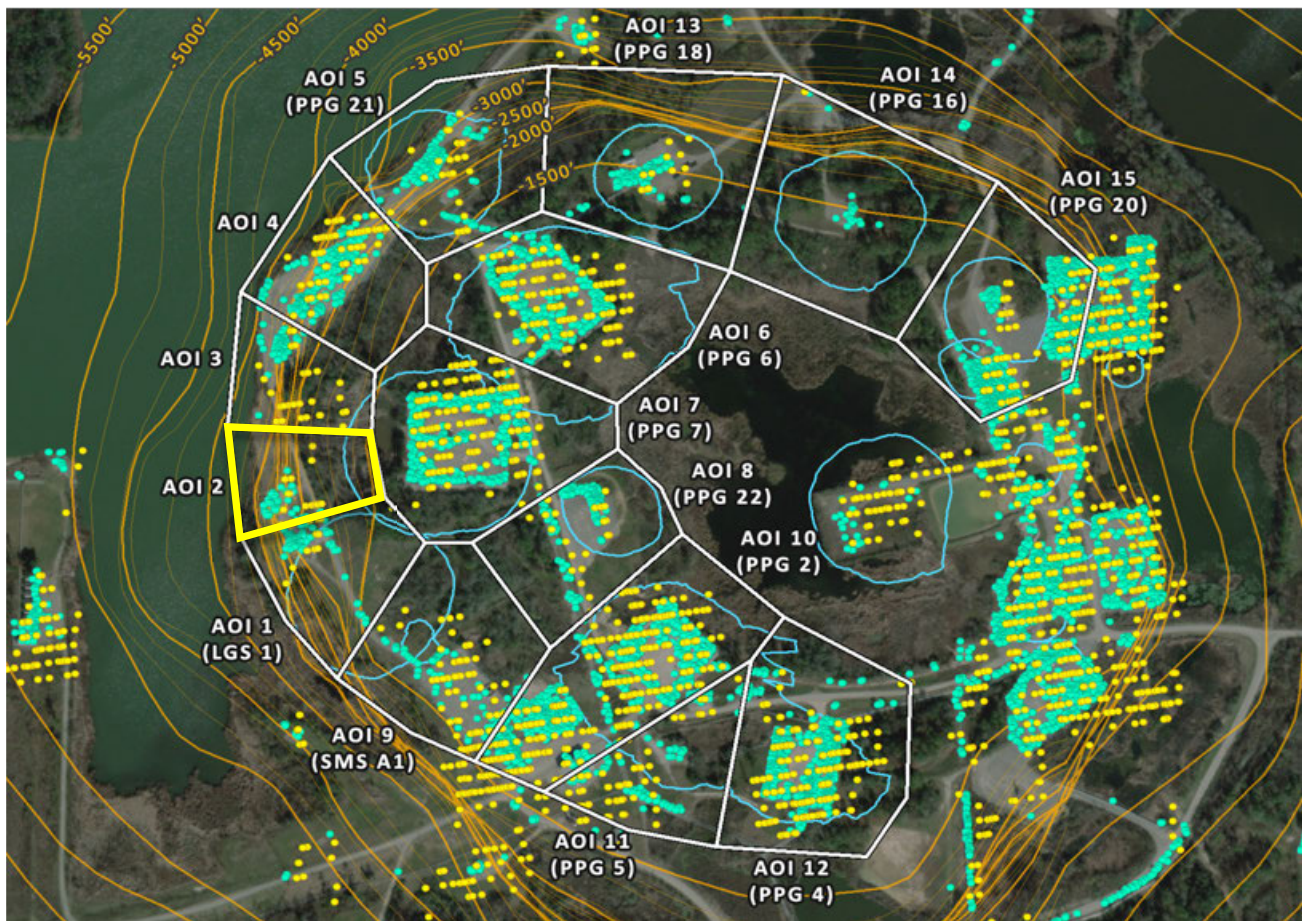 -5500'
-5000'
-4500'
-4000'
-3500'
-3000'
-2500'
-2000'
-1500'
AOI 13
(PPG 18)
AOI 14
(PPG 16)
AOI 5
(PPG 21)
AOI 15
(PPG 20)
AOI 4
AOI 3
AOI 6
(PPG 6)
AOI 7
(PPG 7)
AOI 8
(PPG 22)
AOI 2
AOI 10
(PPG 2)
AOI 1
(LGS 1)
AOI 9
(SMS A1)
AOI 11
(PPG 5)
AOI 12
(PPG 4)